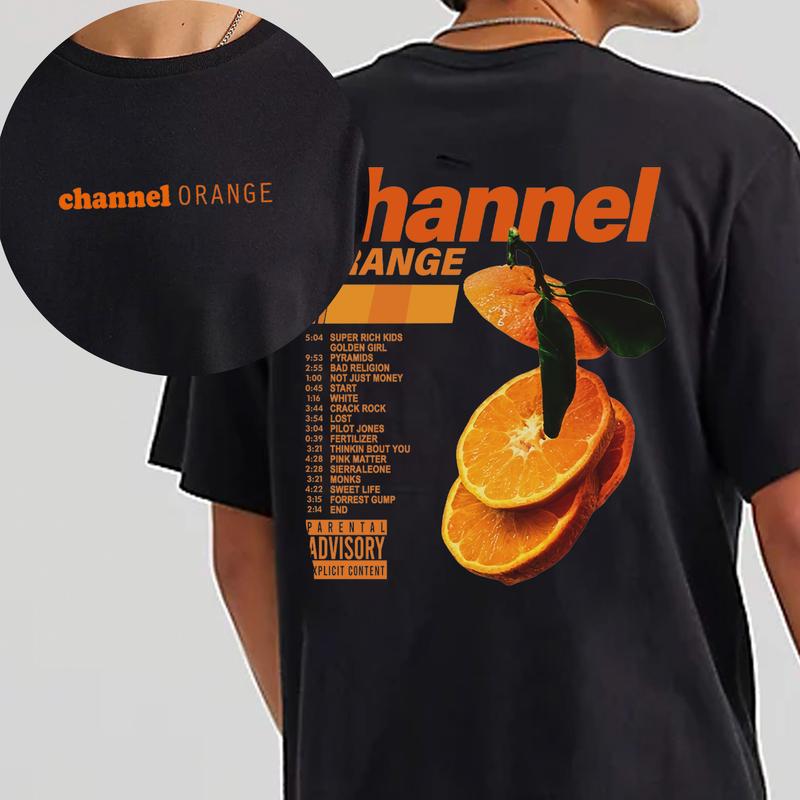 channel ORANGE
hannel
RANGE
5:04 SUPER RICH KIDS
GOLDEN GIRL
9:53 PYRAMIDS
2:55 BAD RELIGION
1:00 NOT JUST MONEY
0:45 START
1:16 WHITE
3:44 CRACK ROCK
3:54 LOST
3:04 PILOT JONES
0:39 FERTILIZER
3:21 THINKIN BOUT YOU
4:28 PINK MATTER
2:28 SIERRALEONE
3:21 MONKS
4:22 SWEET LIFE
3:15 FORREST GUMP
2:14 END
PARENTAL
ADVISORY
XPLICIT CONTENT